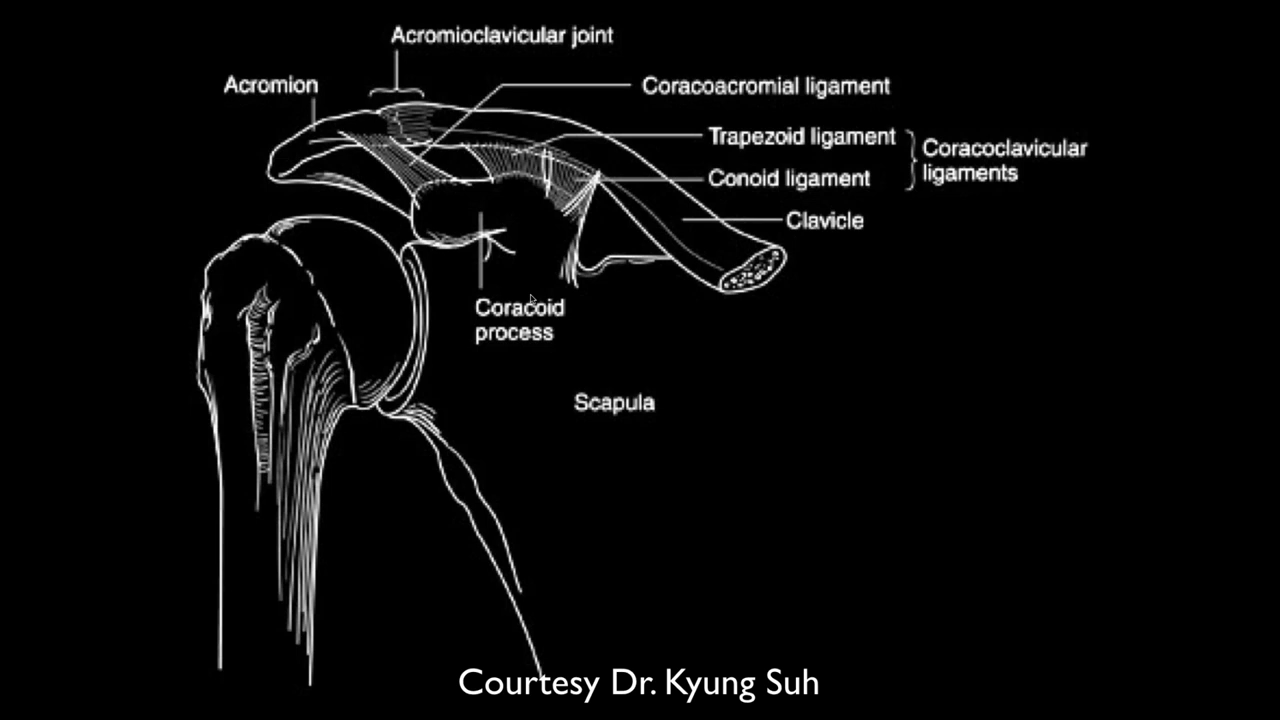 Acromioclavicular joint
Acromion
Coracoacromial ligament
Trapezoid ligament
Conoid ligament
Coracoclavicular
ligaments
Clavicle
Coracoid
process
Scapula
Courtesy Dr. Kyung Suh